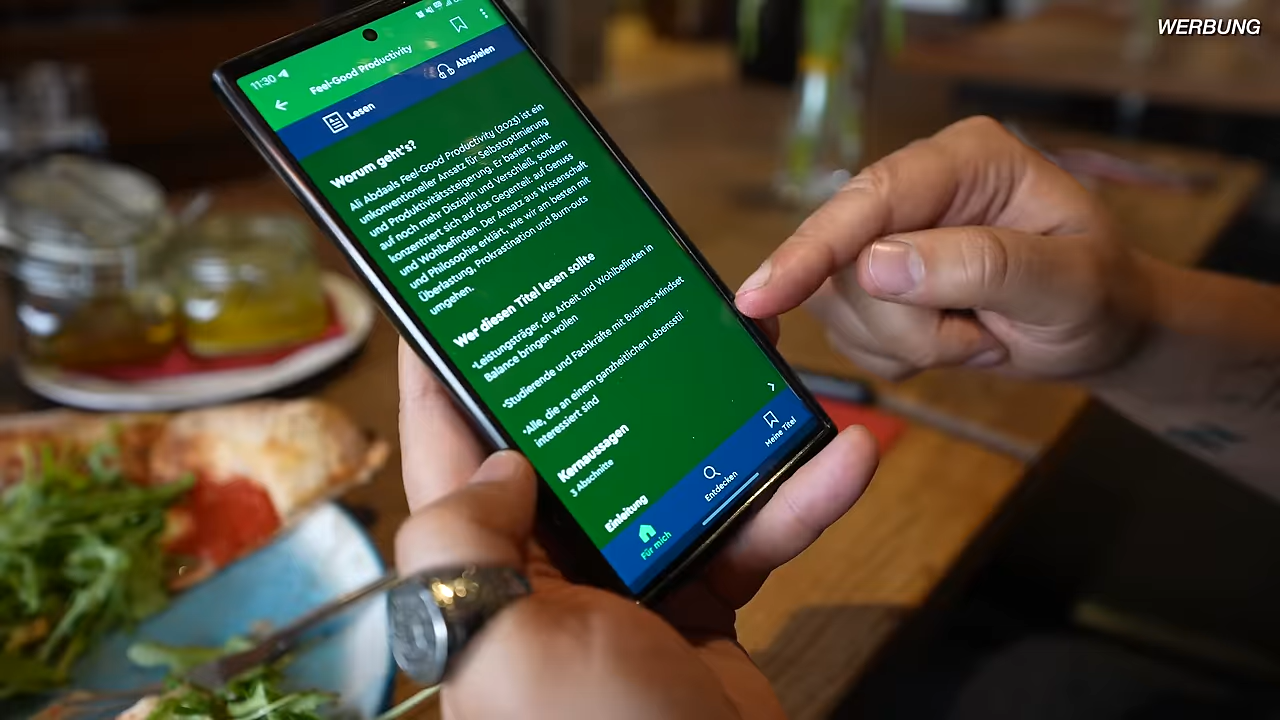 WERBUNG
11:30
Feel-Good Productivity
Lesen
Abspielen
Worum geht's?
Ali Abdaals Feel-Good Productivity (2023) ist ein
unkonventioneller Ansatz für Selbstoptimierung
und Produktivitätssteigerung. Er basiert nicht
auf noch mehr Disziplin und Verschleiß, sondern
konzentriert sich auf das Gegenteil: auf Genuss
und Wohlbefinden. Der Ansatz aus Wissenschaft
und Philosophie erklärt, wie wir am besten mit
Überlastung, Prokrastination und Burn-outs
umgehen.
Wer diesen Titel lesen sollte
•Leistungsträger, die Arbeit und Wohlbefinden in
Balance bringen wollen
•Studierende und Fachkräfte mit Business-Mindset
•Alle, die an einem ganzheitlichen Lebensstil
interessiert sind
Kernaussagen
3 Abschnitte
Einleitung
Für mich
Entdecken
Meine Titel